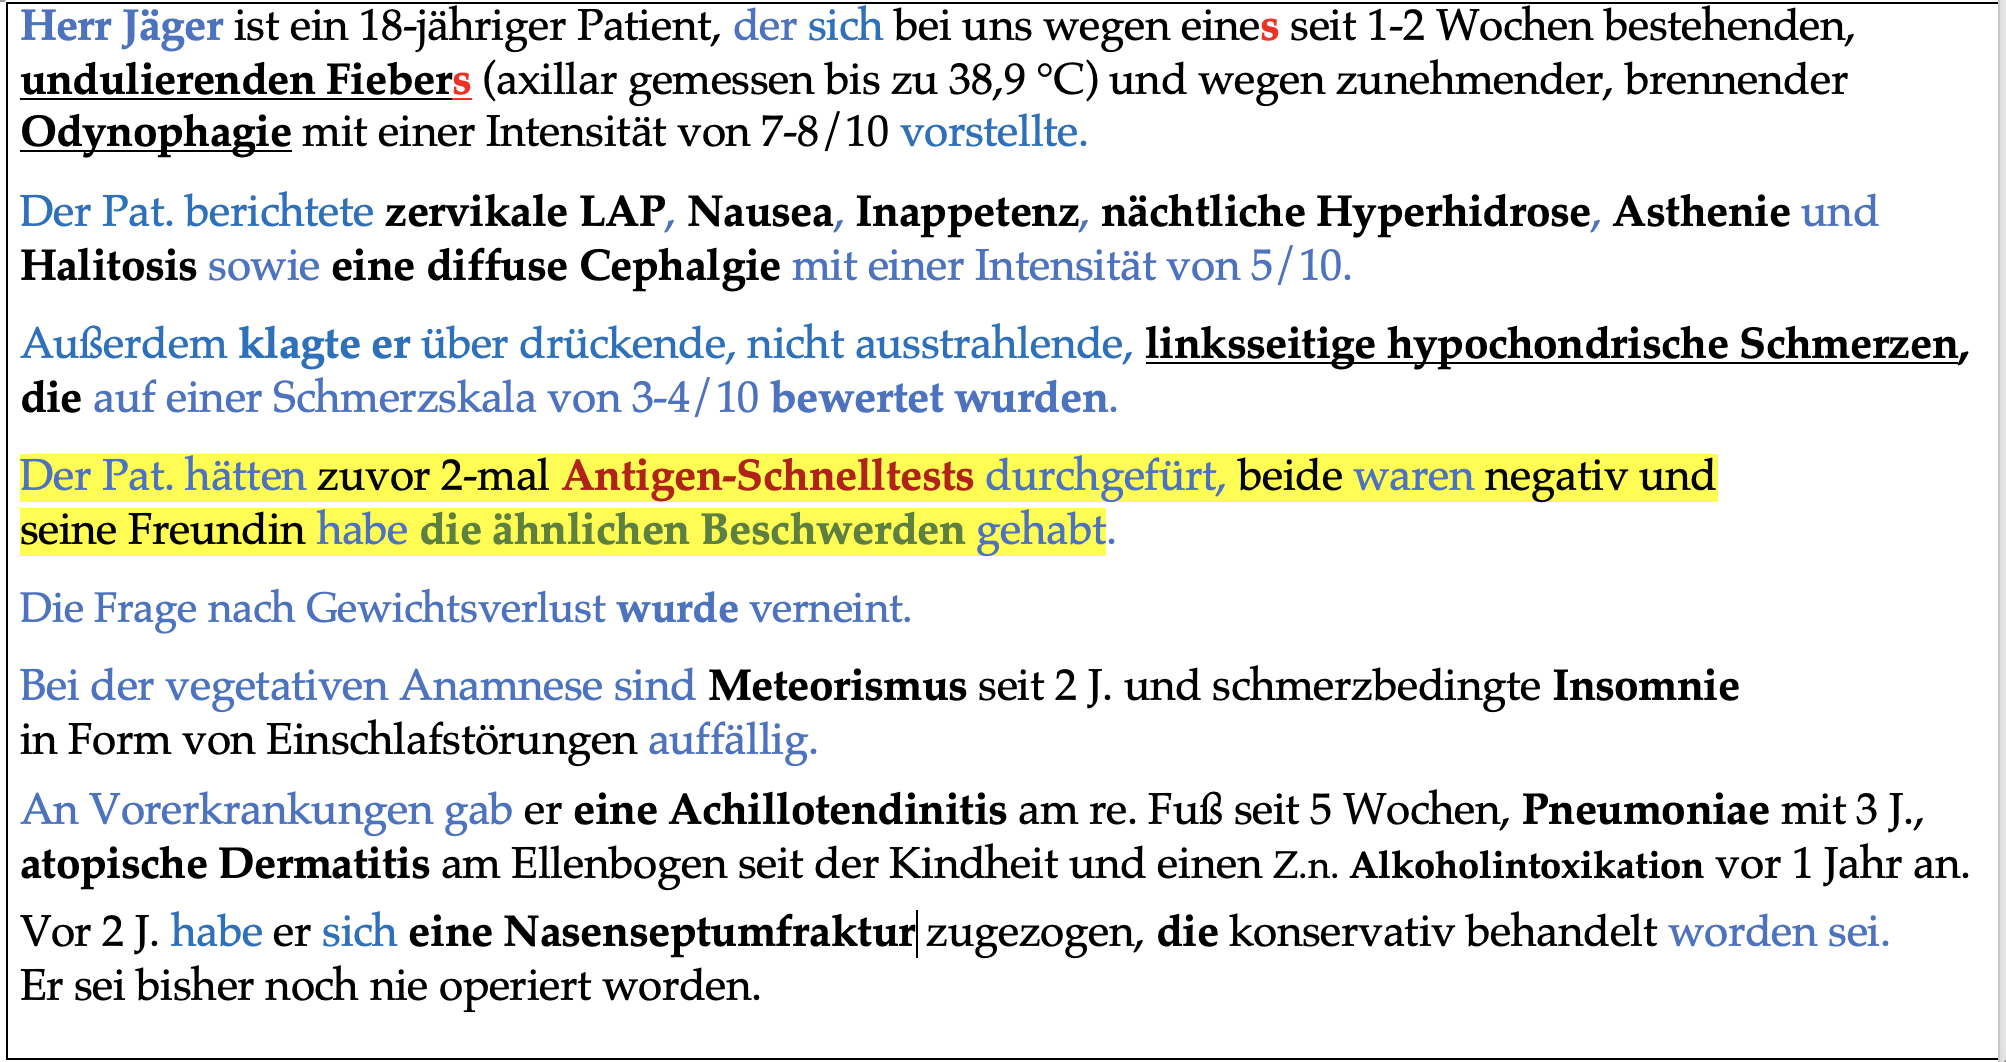 Herr Jäger ist ein 18-jähriger Patient, der sich bei uns wegen eines seit 1-2 Wochen bestehenden,
undulierenden Fiebers (axillar gemessen bis zu 38,9 °C) und wegen zunehmender, brennender
Odynophagie mit einer Intensität von 7-8/10 vorstellte.
Der Pat. berichtete zervikale LAP, Nausea, Inappetenz, nächtliche Hyperhidrose, Asthenie und
Halitosis sowie eine diffuse Cephalgie mit einer Intensität von 5/10.
Außerdem klagte er über drückende, nicht ausstrahlende, linksseitige hypochondrische Schmerzen,
die auf einer Schmerzskala von 3-4/10 bewertet wurden.
Der Pat. hätten zuvor 2-mal Antigen-Schnelltests durchgefürt, beide waren negativ und
seine Freundin habe die ähnlichen Beschwerden gehabt.
Die Frage nach Gewichtsverlust wurde verneint.
Bei der vegetativen Anamnese sind Meteorismus seit 2 J. und schmerzbedingte Insomnie
in Form von Einschlafstörungen auffällig.
An Vorerkrankungen gab er eine Achillotendinitis am re. Fuß seit 5 Wochen, Pneumoniae mit 3 J.,
atopische Dermatitis am Ellenbogen seit der Kindheit und einen Z.n. Alkoholintoxikation vor 1 Jahr an.
Vor 2 J. habe er sich eine Nasenseptumfraktur zugezogen, die konservativ behandelt worden sei.
Er sei bisher noch nie operiert worden.